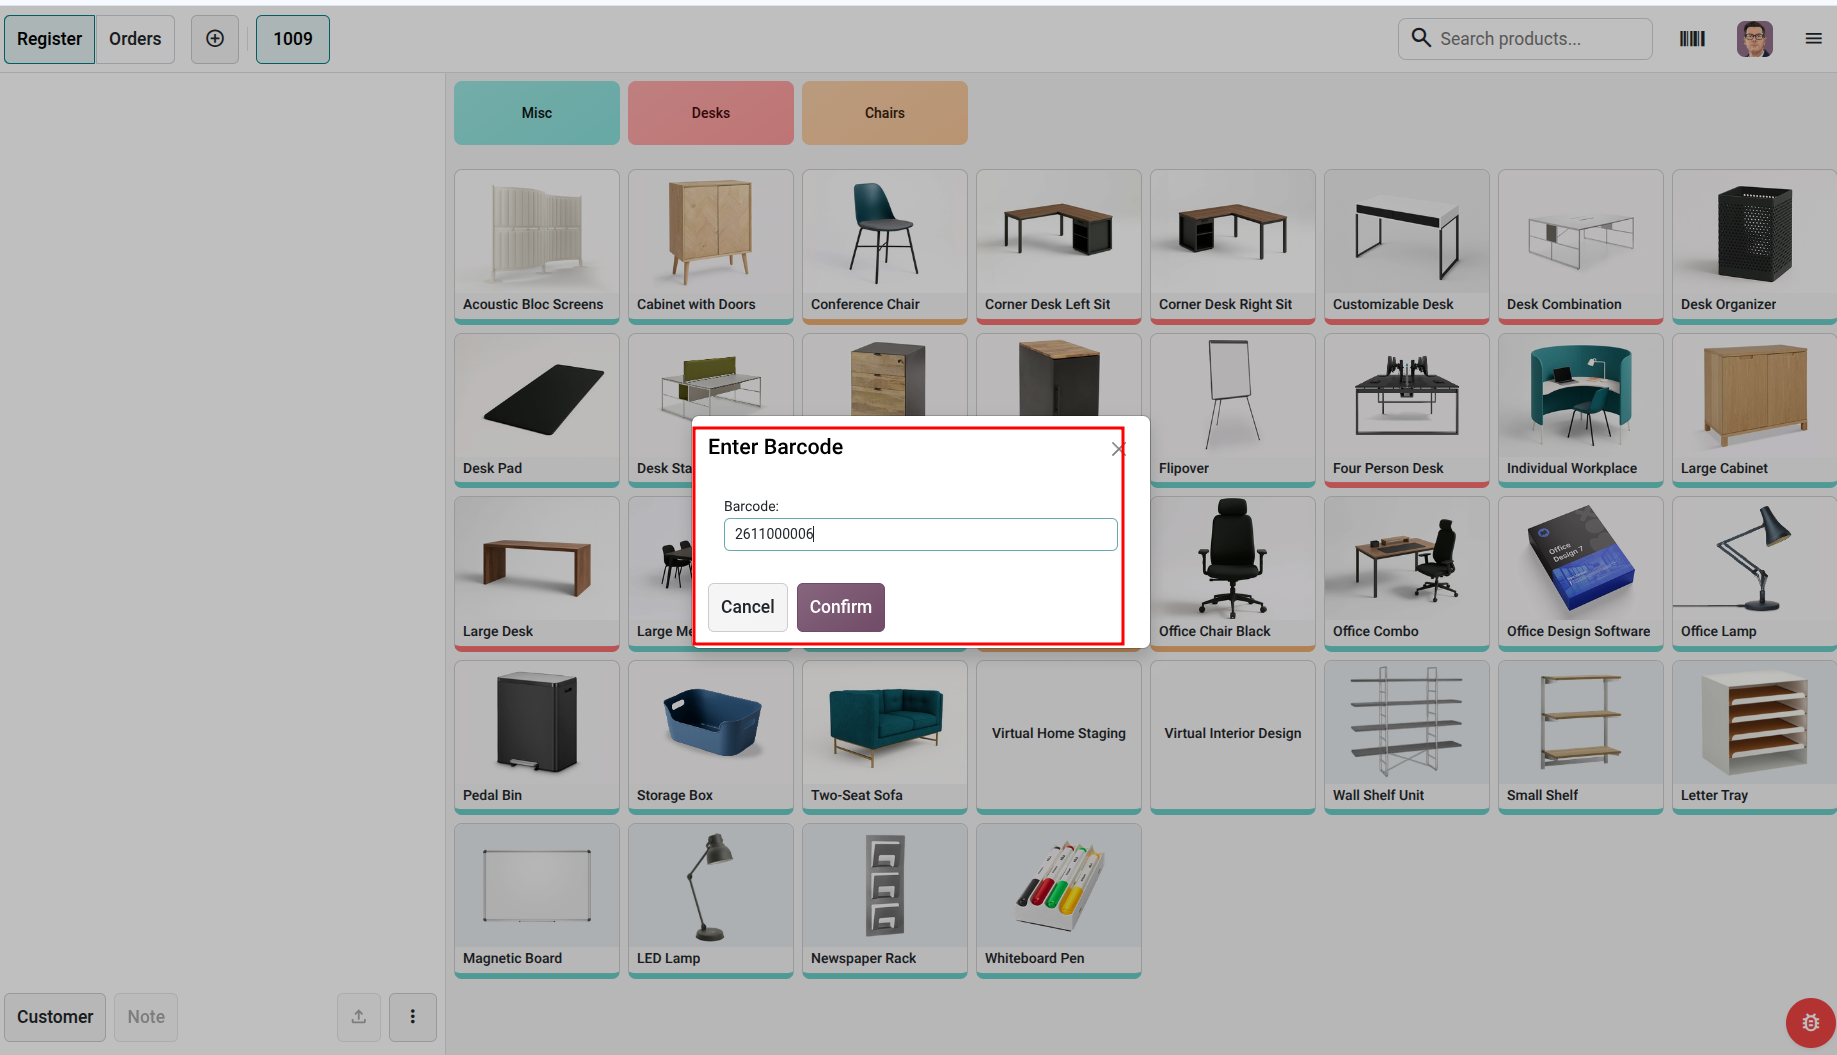 Register
Orders
1009
Search products...
Misc
Desks
Chairs
Acoustic Bloc Screens
Cabinet with Doors
Conference Chair
Corner Desk Left Sit
Corner Desk Right Sit
Customizable Desk
Desk Combination
Desk Organizer
Desk Pad
Desk Sta
Flipover
Four Person Desk
Individual Workplace
Large Cabinet
Enter Barcode
Barcode:
2611000006
Cancel
Confirm
Large Desk
Large Me
Office Chair Black
Office Combo
Office
Design 7
Office Design Software
Office Lamp
Pedal Bin
Storage Box
Two-Seat Sofa
Virtual Home Staging
Virtual Interior Design
Wall Shelf Unit
Small Shelf
Letter Tray
Magnetic Board
LED Lamp
Newspaper Rack
Whiteboard Pen
Customer
Note